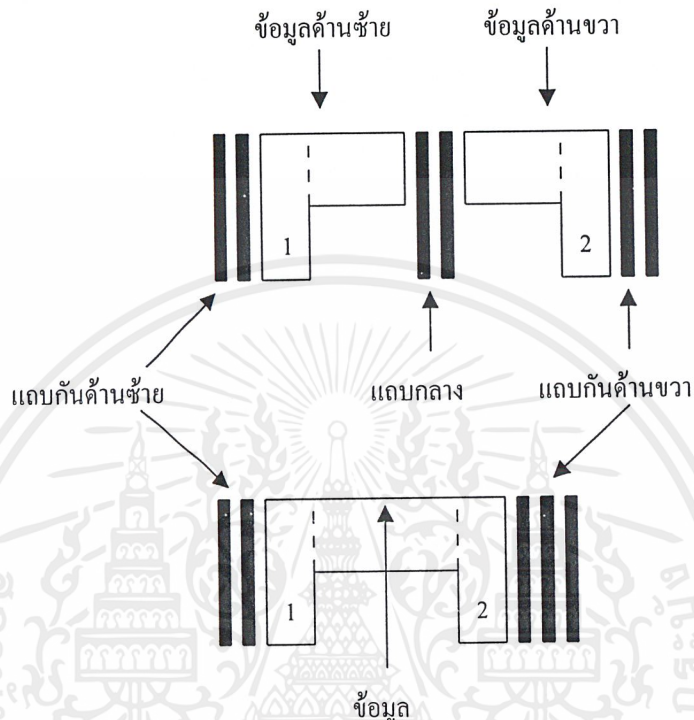 ข้อมูลด้านซ้าย ข้อมูลด้านขวา
1 2
แถบกันด้านซ้าย แถบกลาง แถบกันด้านขวา
1 2
ข้อมูล